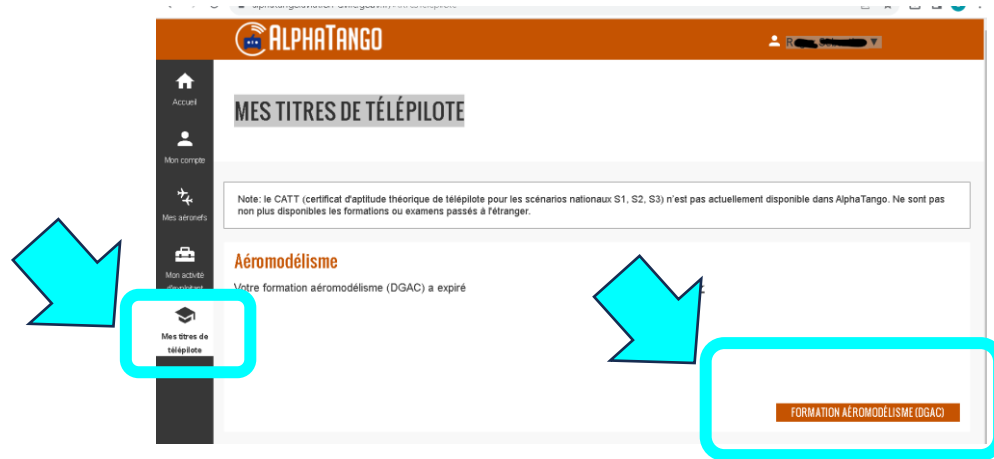 ALPHATANGO
Accueil
MES TITRES DE TÉLÉPILOTE
Mon compte
Note: le CATT (certificat d'aptitude théorique de télépilote pour les scénarios nationaux S1, S2, S3) n'est pas actuellement disponible dans AlphaTango. Ne sont pas
non plus disponibles les formations ou examens passés à l'étranger.
Mes aéronefs
Aéromodélisme
Mon activité
d'exploitant
Votre formation aéromodélisme (DGAC) a expiré
Mes titres de
télépilote
FORMATION AÉROMODÉLISME (DGAC)